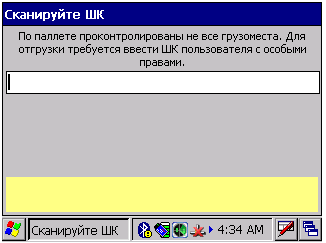 Сканируйте ШК
По паллете проконтролированы не все грузоместа. Для
отгрузки требуется ввести ШК пользователя с особыми
правами.
Сканируйте ШК
4:34 AM